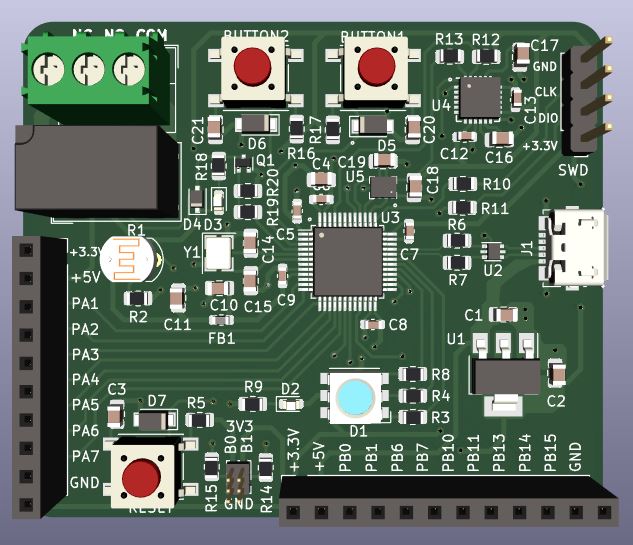 NC NO COM
BUTTON2
BUTTON1
R13
R12
C17
GND
CLK
DIO
+3.3V
SWD
U4
C13
C12
C16
C21
D6
R16
R17
D5
C20
R18
Q1
C4
C19
U5
C18
R20
R19
D4
D3
C5
U3
R10
R11
R1
Y1
C14
C7
R6
R7
U2
J1
+3.3V
+5V
PA1
PA2
PA3
PA4
PA5
PA6
PA7
GND
R2
C11
C10
C15
C9
FB1
C8
C1
U1
C2
C3
D7
R5
R9
D2
D1
R8
R4
R3
3V3
B0
B1
GND
R15
R14
RESET
+3.3V
+5V
PB0
PB1
PB6
PB7
PB10
PB11
PB13
PB14
PB15
GND